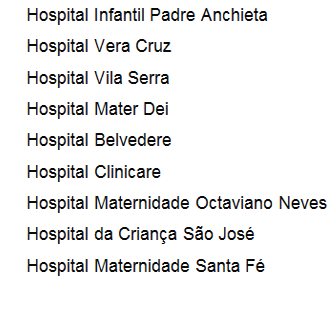 Hospital Infantil Padre Anchieta
Hospital Vera Cruz
Hospital Vila Serra
Hospital Mater Dei
Hospital Belvedere
Hospital Clinicare
Hospital Maternidade Octaviano Neves
Hospital da Criança São José
Hospital Maternidade Santa Fé